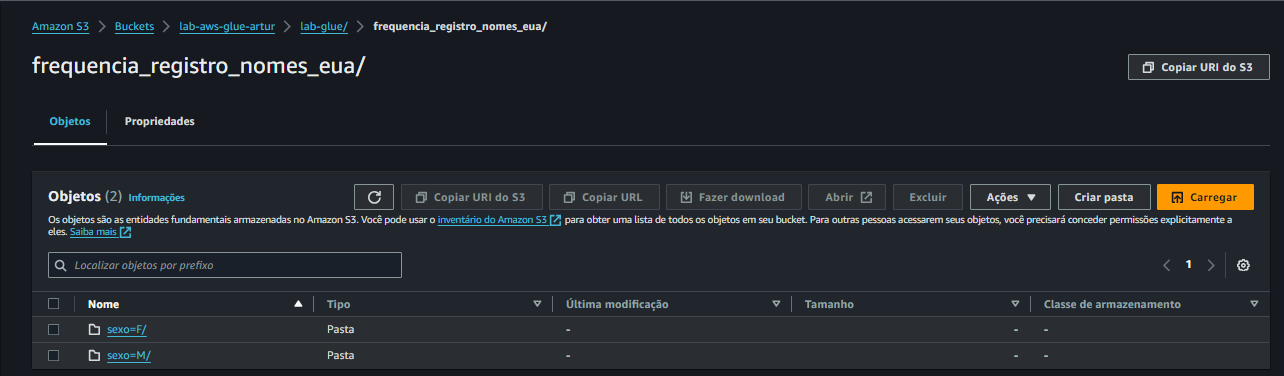 Amazon S3 > Buckets > lab-aws-glue-artur > lab-glue/ > frequencia_registro_nomes_eua/
frequencia_registro_nomes_eua/
Copiar URI do S3
Objetos Propriedades
Objetos (2) Informações
Copiar URI do S3 Copiar URL Fazer download Abrir Excluir Ações Criar pasta Carregar
Os objetos são as entidades fundamentais armazenadas no Amazon S3. Você pode usar o inventário do Amazon S3 para obter uma lista de todos os objetos em seu bucket. Para outras pessoas acessarem seus objetos, você precisará conceder permissões explicitamente a
eles. Saiba mais
Localizar objetos por prefixo
1
Nome Tipo Última modificação Tamanho Classe de armazenamento
sexo=F/ Pasta - - -
sexo=M/ Pasta - - -